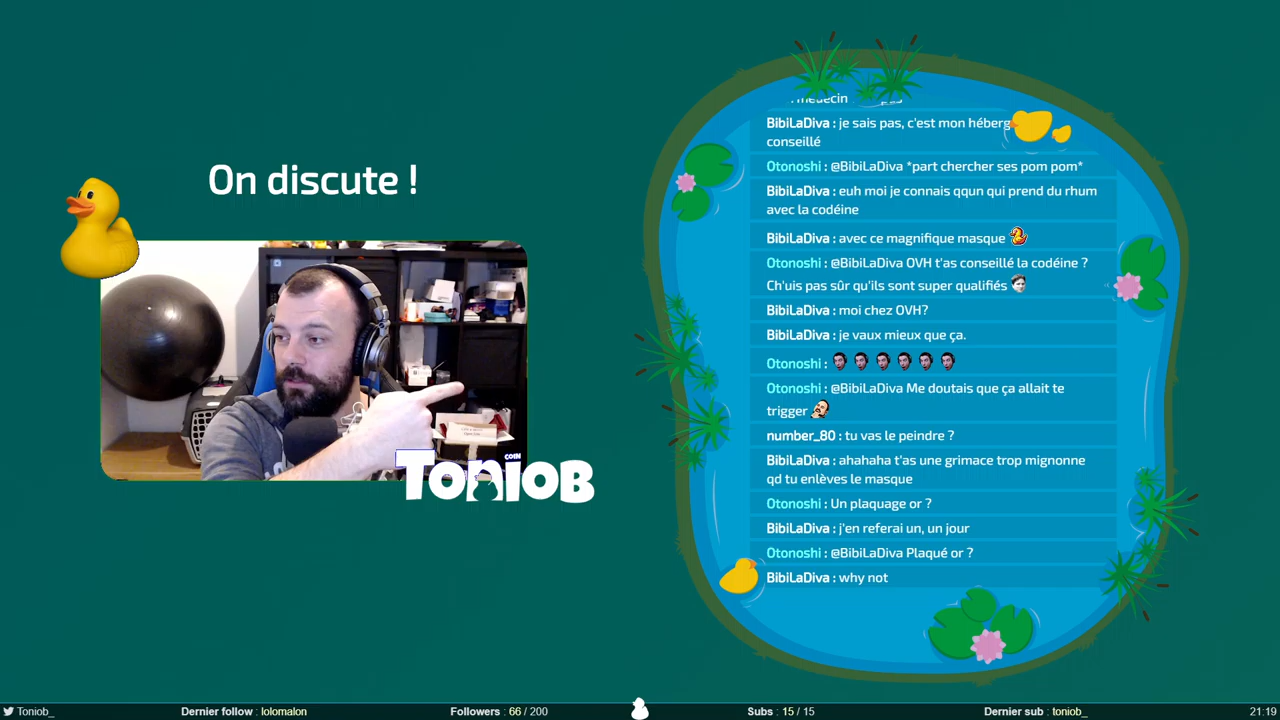 On discute !
COIN
TONIOB
médecin
BibiLaDiva : je sais pas, c'est mon héberg
conseillé
Otonoshi : @BibiLaDiva *part chercher ses pom pom*
BibiLaDiva : euh moi je connais qqun qui prend du rhum
avec la codéine
BibiLaDiva : avec ce magnifique masque
Otonoshi : @BibiLaDiva OVH t'as conseillé la codéine ?
Ch'uis pas sûr qu'ils sont super qualifiés
BibiLaDiva : moi chez OVH?
BibiLaDiva : je vaux mieux que ça.
Otonoshi :
Otonoshi : @BibiLaDiva Me doutais que ça allait te
trigger
number_80 : tu vas le peindre ?
BibiLaDiva : ahahaha t'as une grimace trop mignonne
qd tu enlèves le masque
Otonoshi : Un plaquage or ?
BibiLaDiva : j'en referai un, un jour
Otonoshi : @BibiLaDiva Plaqué or ?
BibiLaDiva : why not
Toniob_ Dernier follow : lolomalon Followers : 66 / 200 Subs : 15 / 15 Dernier sub : toniob_ 21:19